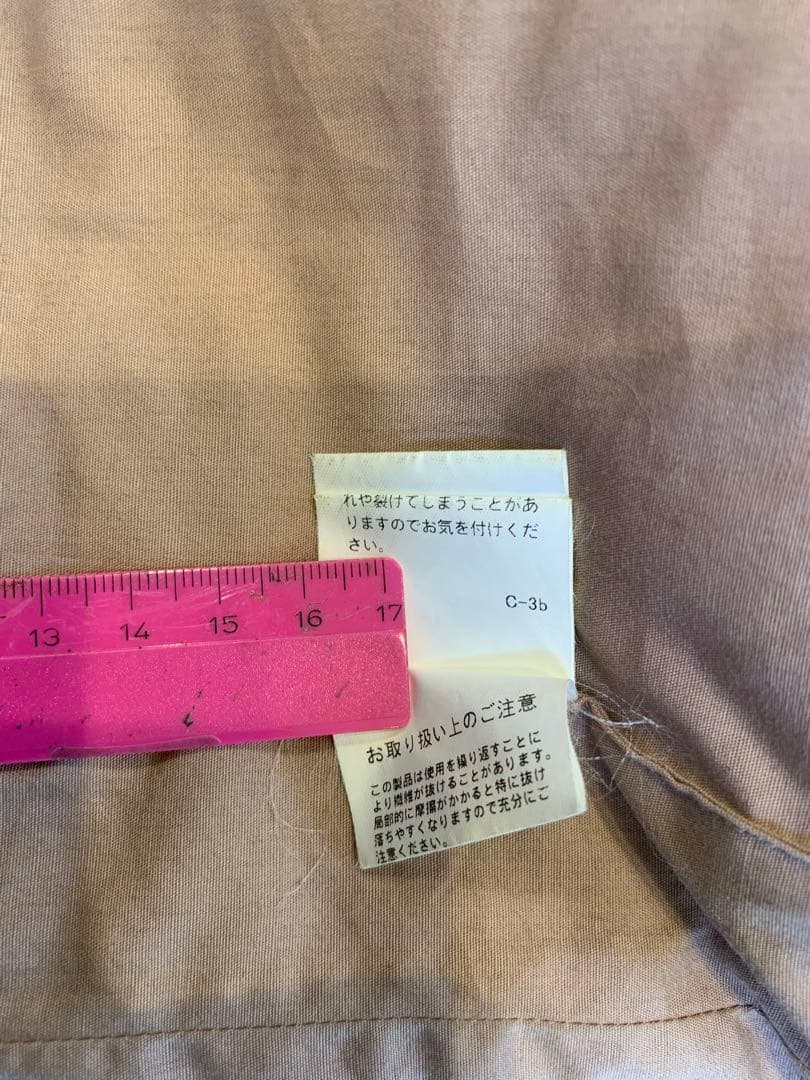 れや裂けてしまうことがあ
りますのでお気を付けくだ
さい。
C-3b
13 14 15 16 17
お取り扱い上のご注意
この製品は使用を繰り返すことに
より繊維が抜けることがあります。
局部的に摩擦がかかると特に抜け
落ちやすくなりますので充分にご
注意ください。